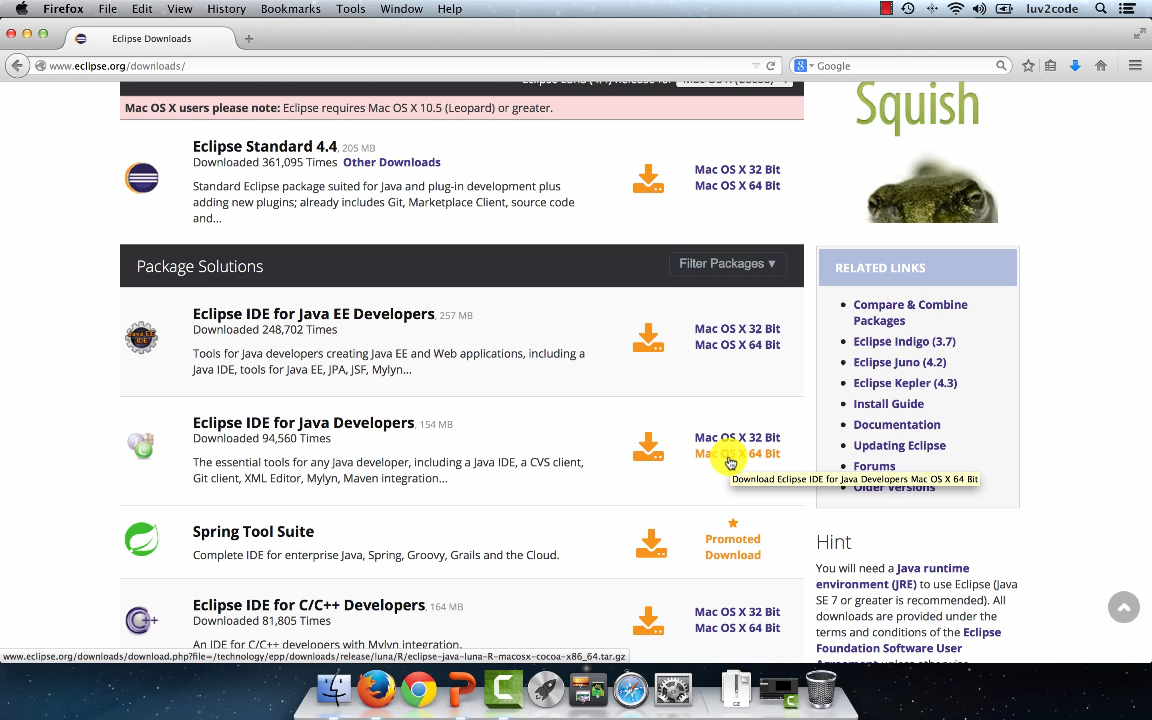 Firefox File Edit View History Bookmarks Tools Window Help luv2code
Eclipse Downloads
www.eclipse.org/downloads/
Google
Mac OS X users please note: Eclipse requires Mac OS X 10.5 (Leopard) or greater.
Squish
Eclipse Standard 4.4, 205 MB
Downloaded 361,095 Times Other Downloads
Standard Eclipse package suited for Java and plug-in development plus
adding new plugins; already includes Git, Marketplace Client, source code
and...
Mac OS X 32 Bit
Mac OS X 64 Bit
Package Solutions
Filter Packages ▼
Eclipse IDE for Java EE Developers, 257 MB
Downloaded 248,702 Times
Tools for Java developers creating Java EE and Web applications, including a
Java IDE, tools for Java EE, JPA, JSF, Mylyn...
Java EE
IDE
Mac OS X 32 Bit
Mac OS X 64 Bit
Eclipse IDE for Java Developers, 154 MB
Downloaded 94,560 Times
The essential tools for any Java developer, including a Java IDE, a CVS client,
Git client, XML Editor, Mylyn, Maven integration...
Mac OS X 32 Bit
Mac OS X 64 Bit
Download Eclipse IDE for Java Developers Mac OS X 64 Bit
Spring Tool Suite
Complete IDE for enterprise Java, Spring, Groovy, Grails and the Cloud.
Promoted
Download
Eclipse IDE for C/C++ Developers, 164 MB
Downloaded 81,805 Times
An IDE for C/C++ developers with Mylyn integration.
Mac OS X 32 Bit
Mac OS X 64 Bit
RELATED LINKS
Compare & Combine
Packages
Eclipse Indigo (3.7)
Eclipse Juno (4.2)
Eclipse Kepler (4.3)
Install Guide
Documentation
Updating Eclipse
Forums
Older Versions
Hint
You will need a Java runtime
environment (JRE) to use Eclipse (Java
SE 7 or greater is recommended). All
downloads are provided under the
terms and conditions of the Eclipse
Foundation Software User
www.eclipse.org/downloads/download.php?file=/technology/epp/downloads/release/luna/R/eclipse-java-luna-R-macosx-cocoa-x86_64.tar.gz
GZ